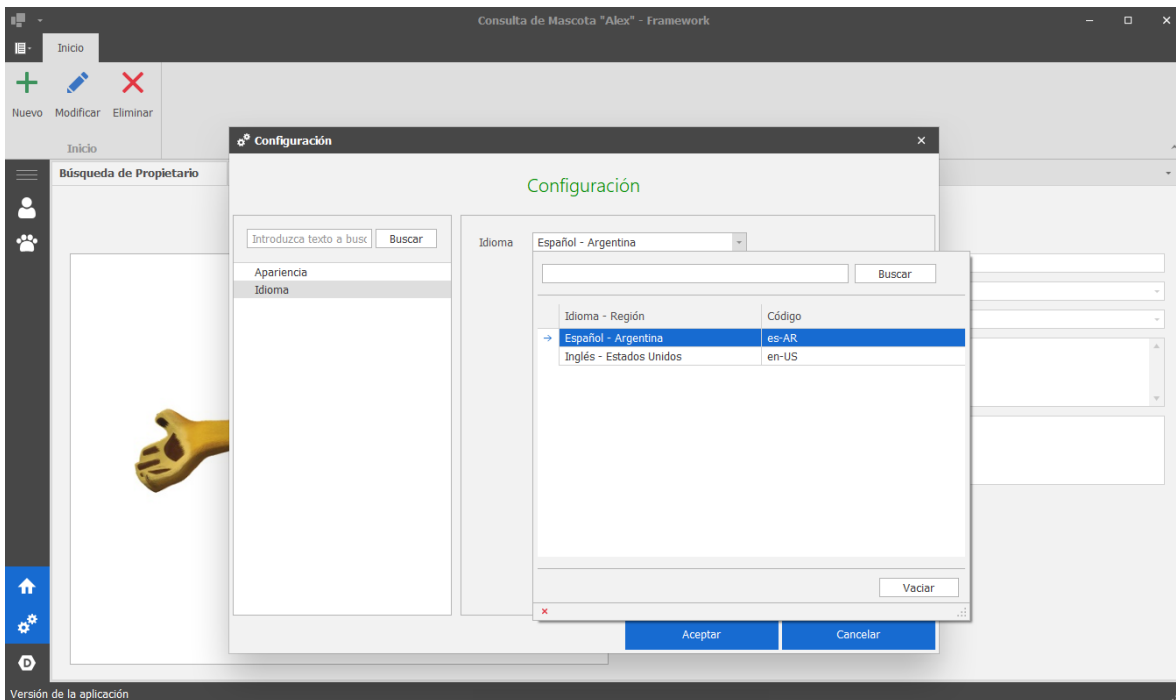 Consulta de Mascota "Alex" - Framework
Inicio
Nuevo Modificar Eliminar
Inicio
Búsqueda de Propietario
Configuración
Configuración
Introduzca texto a busc Buscar
Apariencia
Idioma
Idioma Español - Argentina
Buscar
Idioma - Región Código
Español - Argentina es-AR
Inglés - Estados Unidos en-US
Vaciar
Aceptar Cancelar
D
Versión de la aplicación